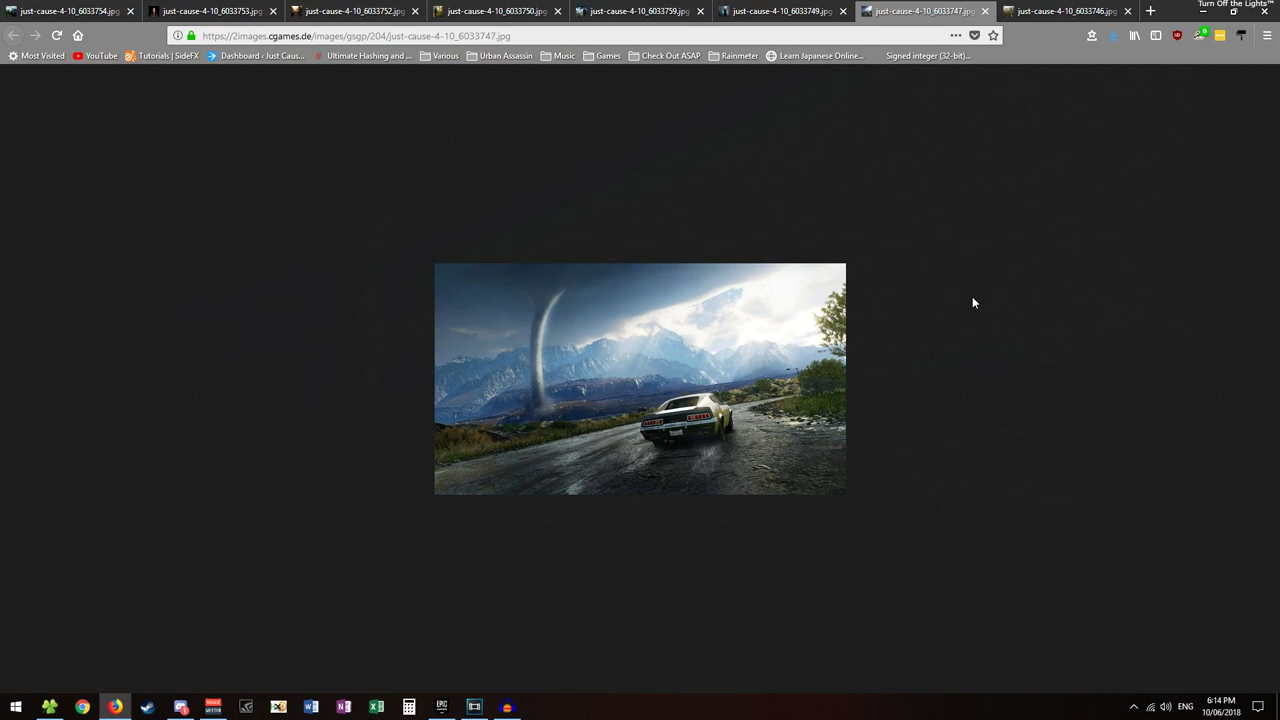 Turn Off the Lights™
just-cause-4-10_6033754.jpg
just-cause-4-10_6033753.jpg
just-cause-4-10_6033752.jpg
just-cause-4-10_6033750.jpg
just-cause-4-10_6033759.jpg
just-cause-4-10_6033749.jpg
just-cause-4-10_6033747.jpg
just-cause-4-10_6033746.jpg
https://2images.cgames.de/images/gsgp/204/just-cause-4-10_6033747.jpg
Most Visited YouTube Tutorials | SideFX Dashboard ‹ Just Caus... Ultimate Hashing and ... Various Urban Assassin Music Games Check Out ASAP Rainmeter Learn Japanese Online... Signed integer (32-bit)...
ENG
6:14 PM
10/06/2018